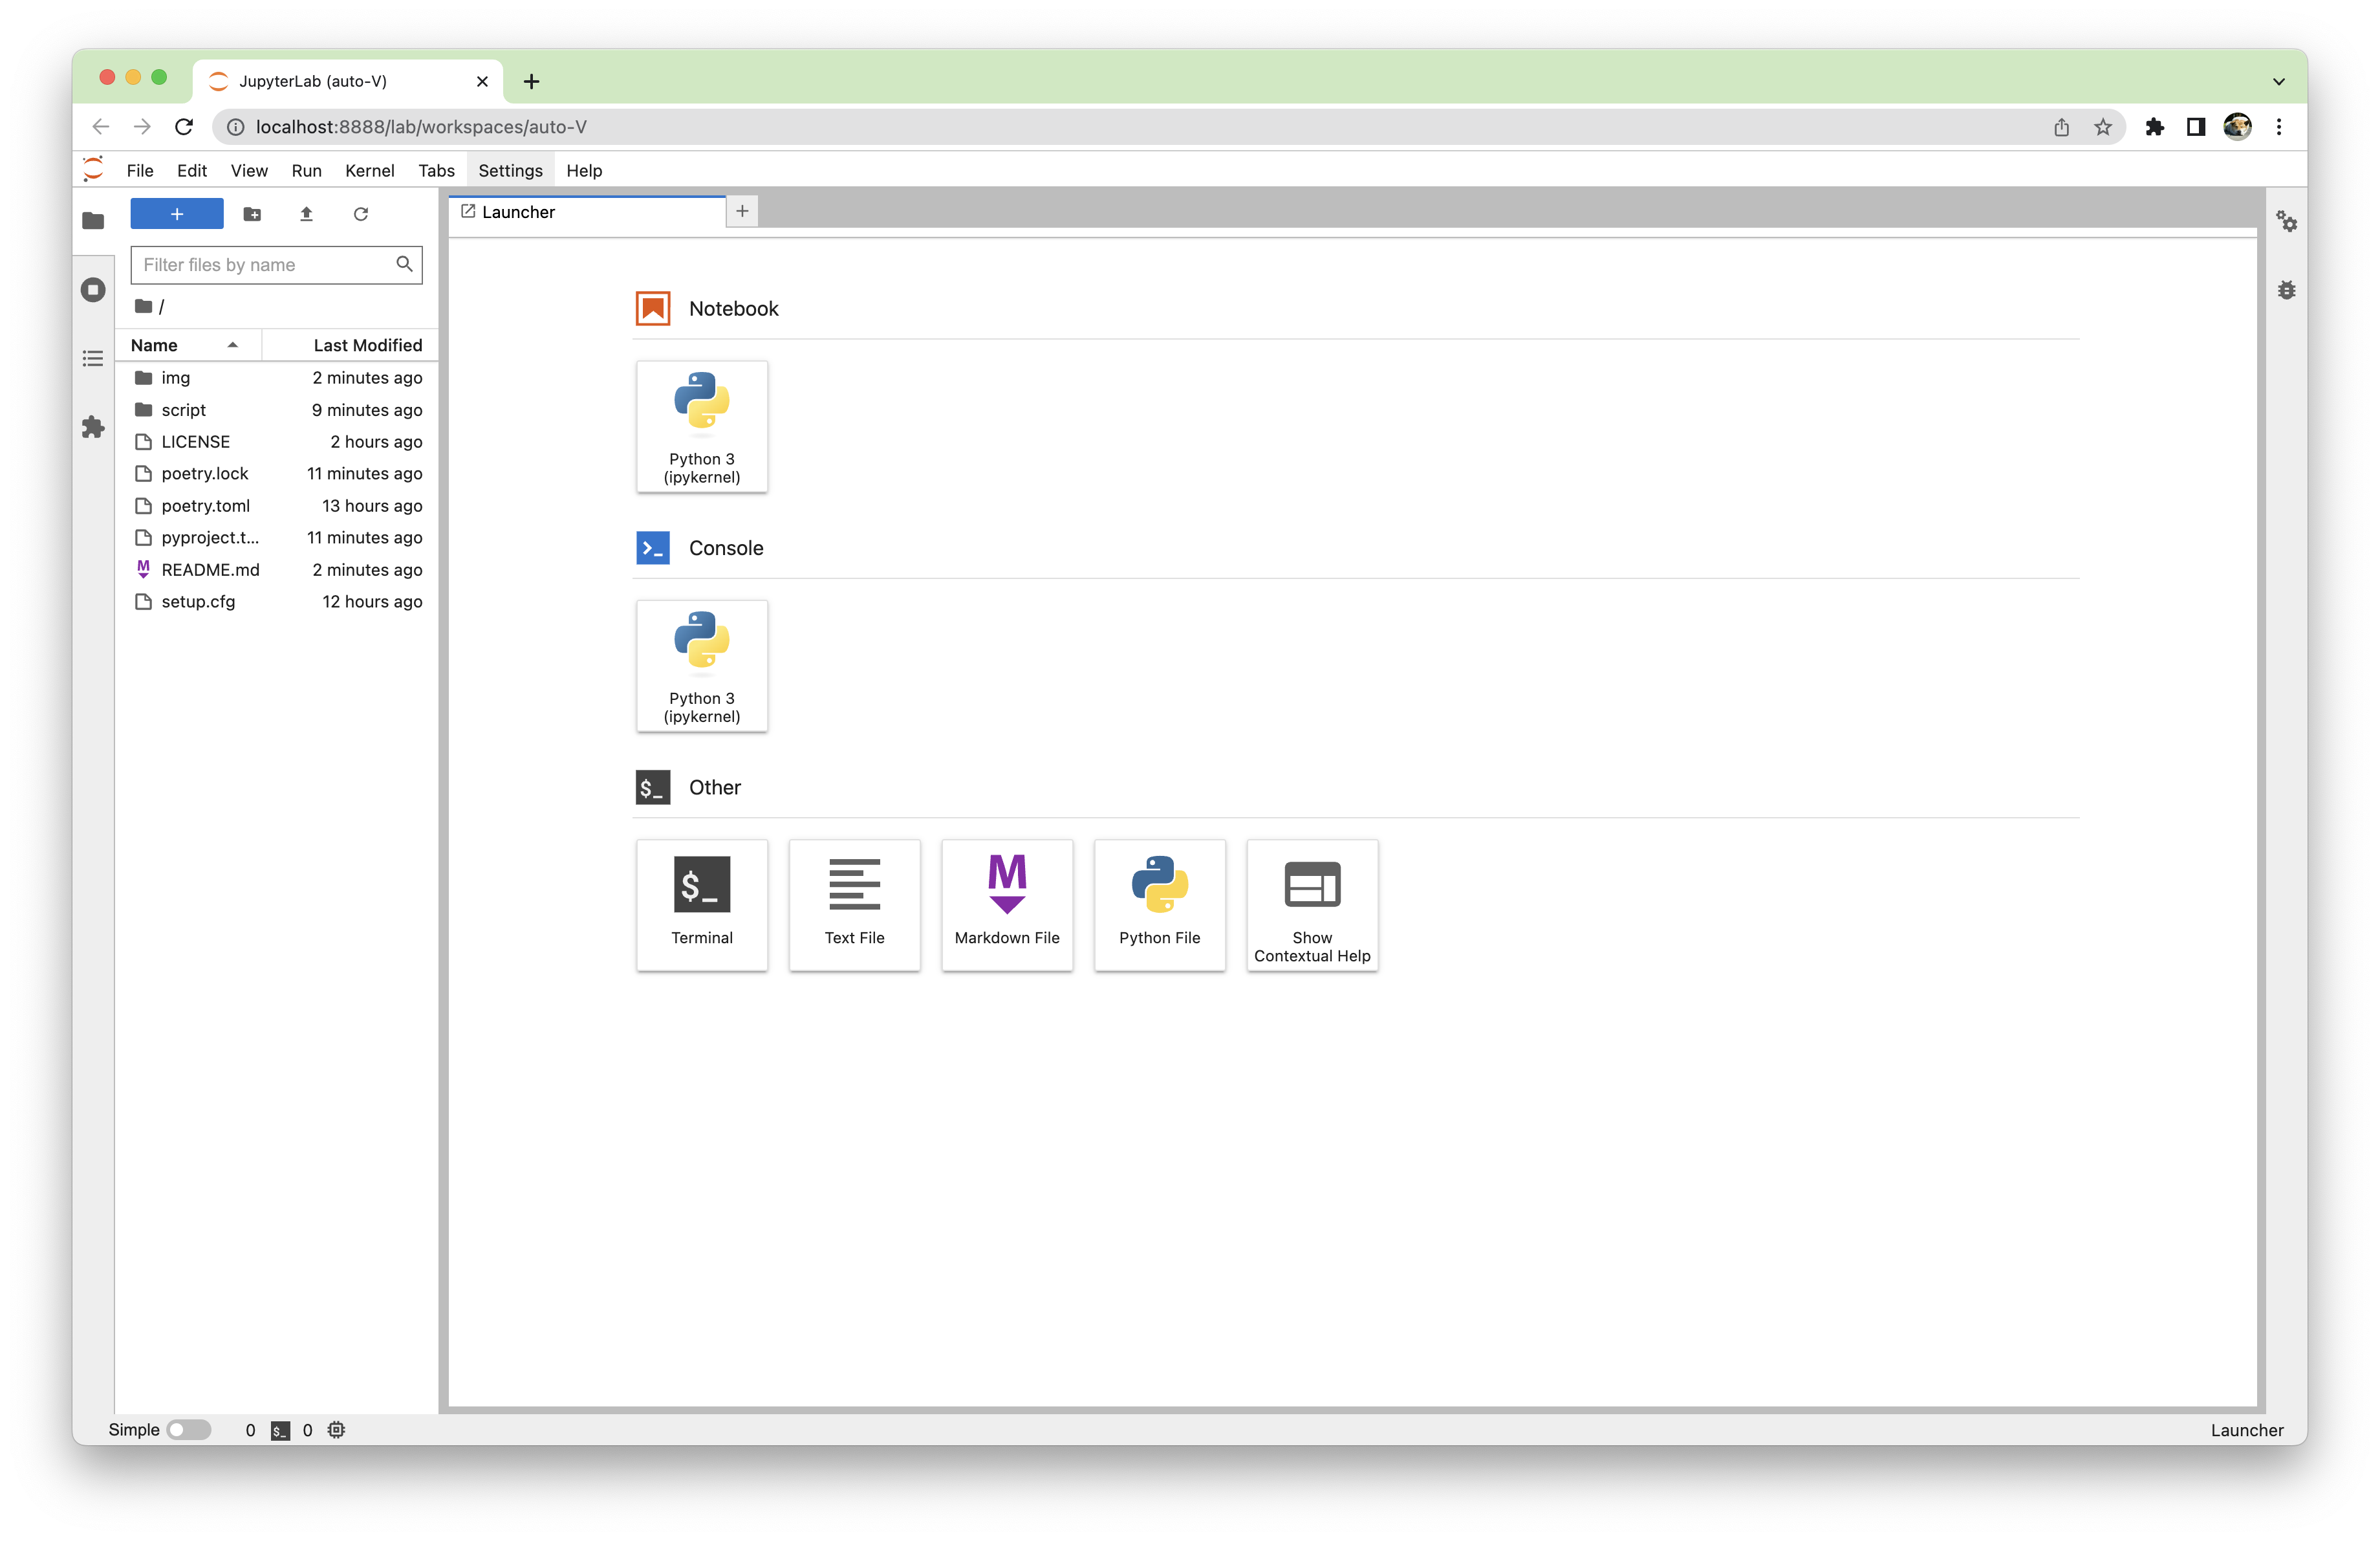 JupyterLab (auto-V)
localhost:8888/lab/workspaces/auto-V
File Edit View Run Kernel Tabs Settings Help
Launcher
Filter files by name
/
Name Last Modified
img 2 minutes ago
script 9 minutes ago
LICENSE 2 hours ago
poetry.lock 11 minutes ago
poetry.toml 13 hours ago
pyproject.t... 11 minutes ago
M README.md 2 minutes ago
setup.cfg 12 hours ago
Notebook
Python 3
(ipykernel)
>_ Console
Python 3
(ipykernel)
$_ Other
$_
Terminal
Text File
M
Markdown File
Python File
Show
Contextual Help
Simple 0 $_ 0 Launcher